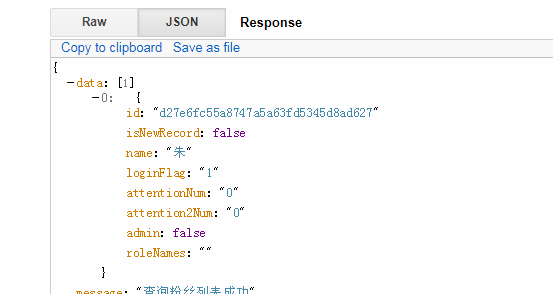 Raw JSON Response
Copy to clipboard Save as file
{
-data: [1]
-0: {
id: "d27e6fc55a8747a5a63fd5345d8ad627"
isNewRecord: false
name: "朱"
loginFlag: "1"
attentionNum: "0"
attention2Num: "0"
admin: false
roleNames: ""
}
message: "查询粉丝列表成功"